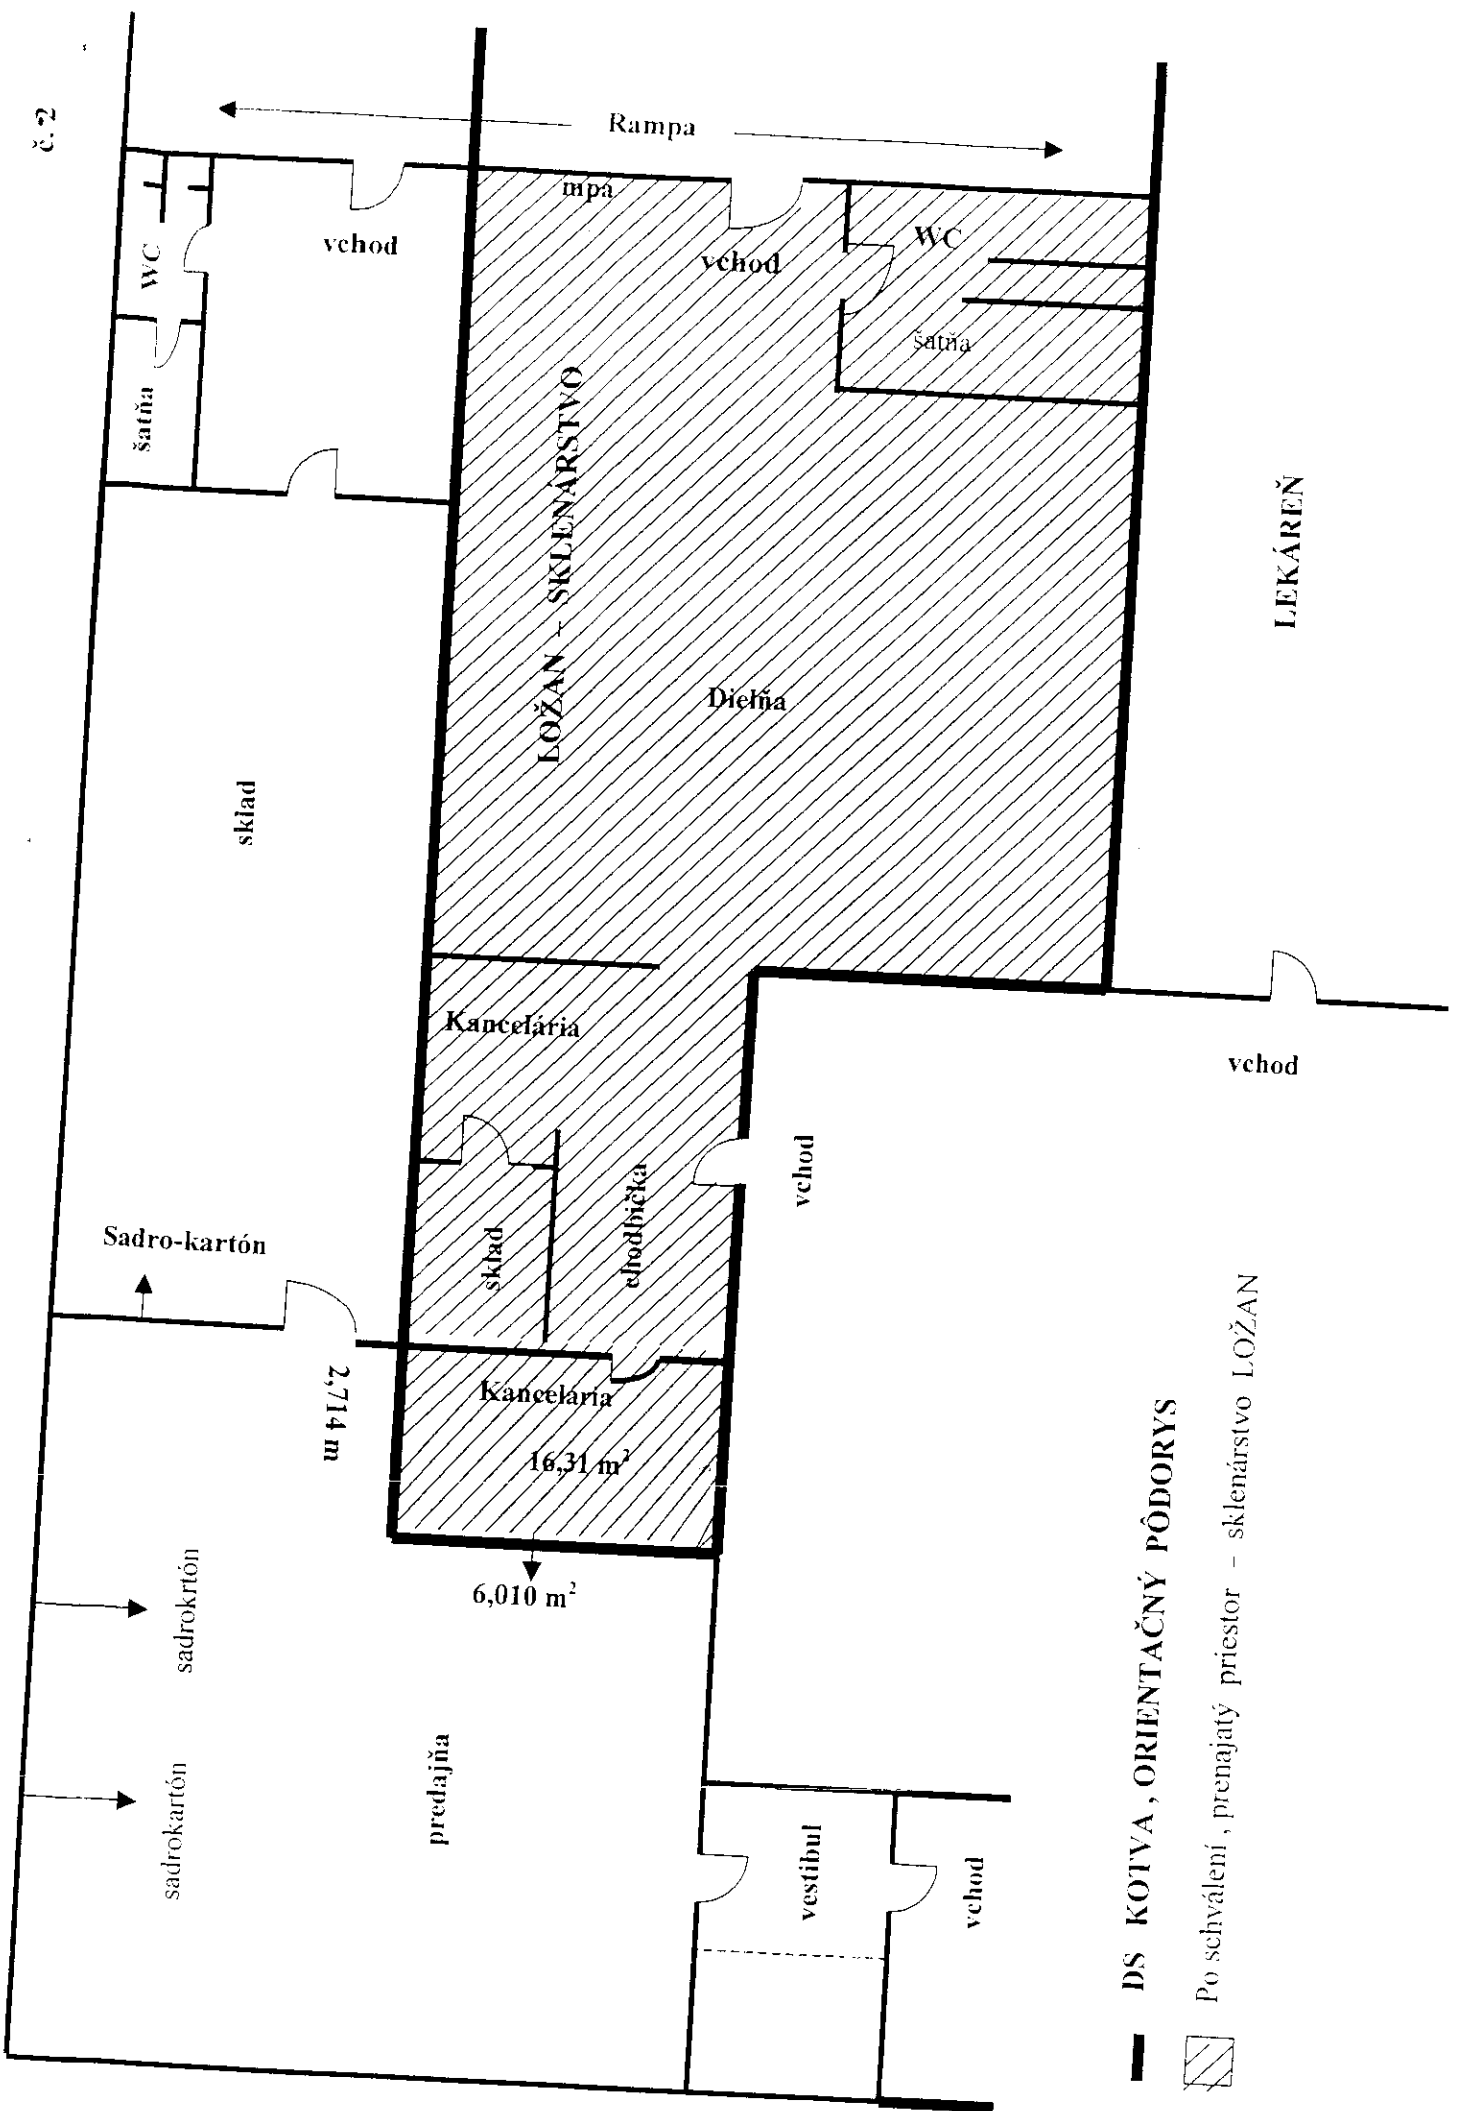 č. 2
Rampa
mpa
vchod
vchod
WC
WC
šatňa
šatňa
LOŽAN – SKLENÁRSTVO
Dielňa
LEKÁREŇ
sklad
Kancelária
vchod
vchod
chodbička
sklad
Sadro-kartón
2,714 m
Kancelária
16,31 m²
6,010 m²
sadrokrtón
sadrokartón
predajňa
vestibul
vchod
DS KOTVA , ORIENTAČNÝ PÔDORYS
Po schválení , prenajatý priestor – sklenárstvo LOŽAN